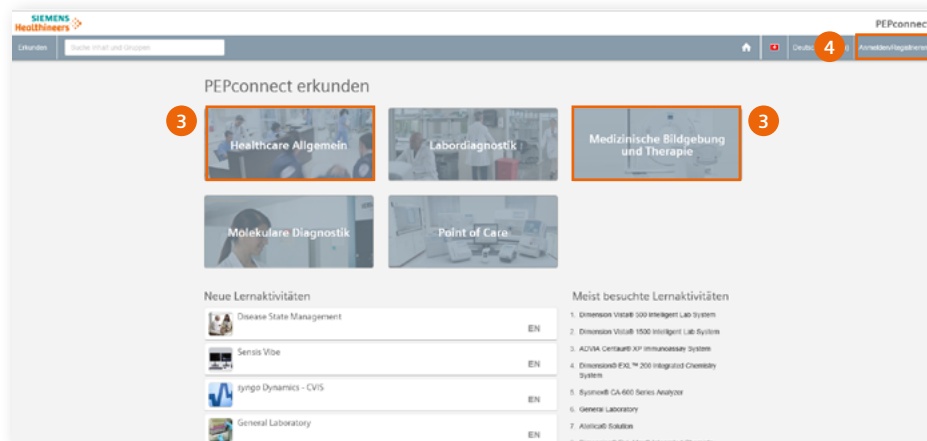 SIEMENS
Healthineers
PEPconnect
Erkunden
Suche Inhalt und Gruppen
4
Anmelden/Registrieren
PEPconnect erkunden
3
Healthcare Allgemein
Labordiagnostik
Medizinische Bildgebung
und Therapie
3
Molekulare Diagnostik
Point of Care
Neue Lernaktivitäten
Disease State Management
EN
Sensis Vibe
EN
syngo Dynamics - CVIS
EN
General Laboratory
EN
Meist besuchte Lernaktivitäten
1. Dimension Vista® 500 Intelligent Lab System
2. Dimension Vista® 1500 Intelligent Lab System
3. ADVIA Centaur® XP Immunoassay System
4. Dimension® EXL™ 200 Integrated Chemistry
System
5. Sysmex® CA-600 Series Analyzer
6. General Laboratory
7. Atellica® Solution